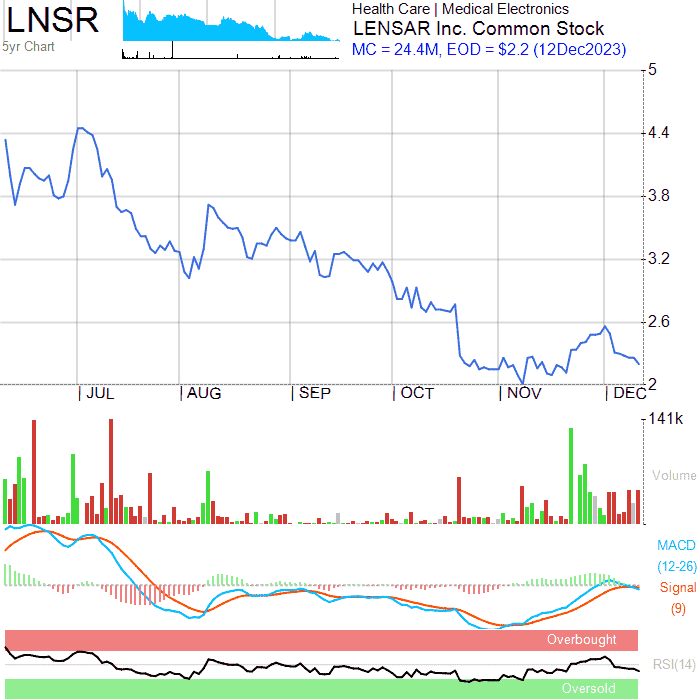 LNSR
5yr Chart
Health Care | Medical Electronics
LENSAR Inc. Common Stock
MC = 24.4M, EOD = $2.2 (12Dec2023)
5
4.4
3.8
3.2
2.6
2
| JUL | AUG | SEP | OCT | NOV | DEC
141k
Volume
MACD
(12-26)
Signal
(9)
Overbought
RSI(14)
Oversold